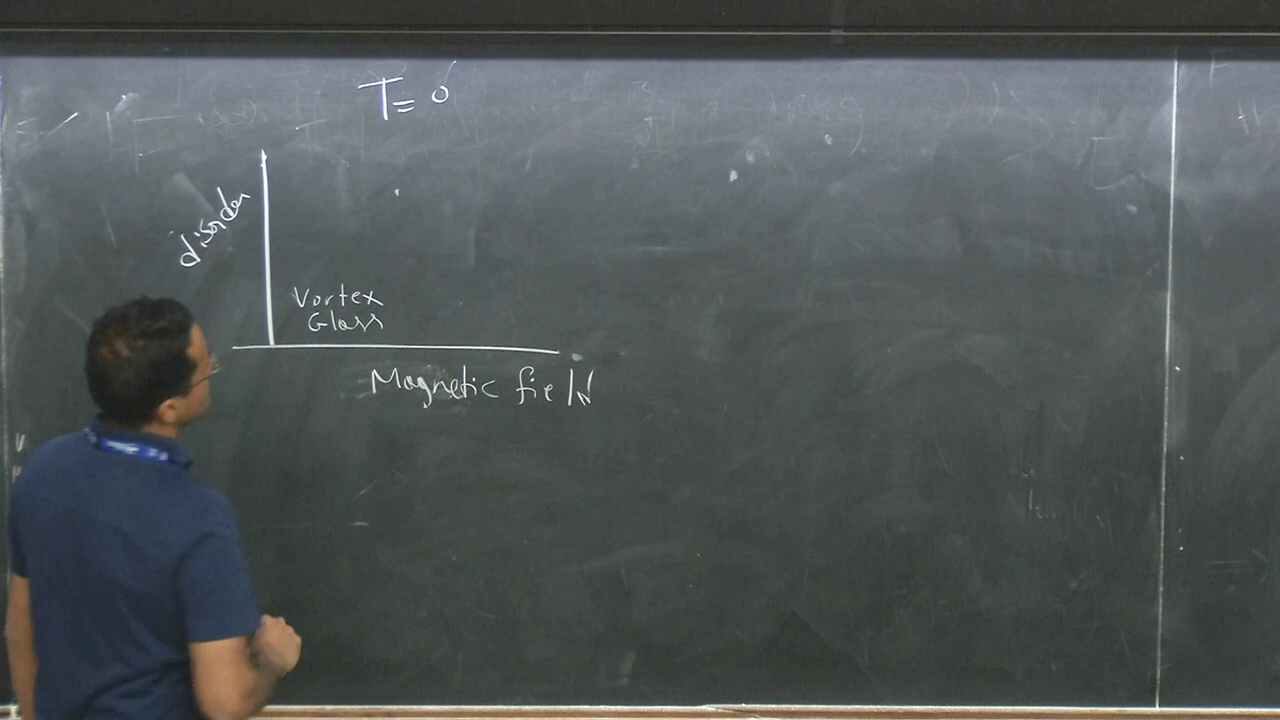 T = 0
disorder
Vortex
Glass
Magnetic field